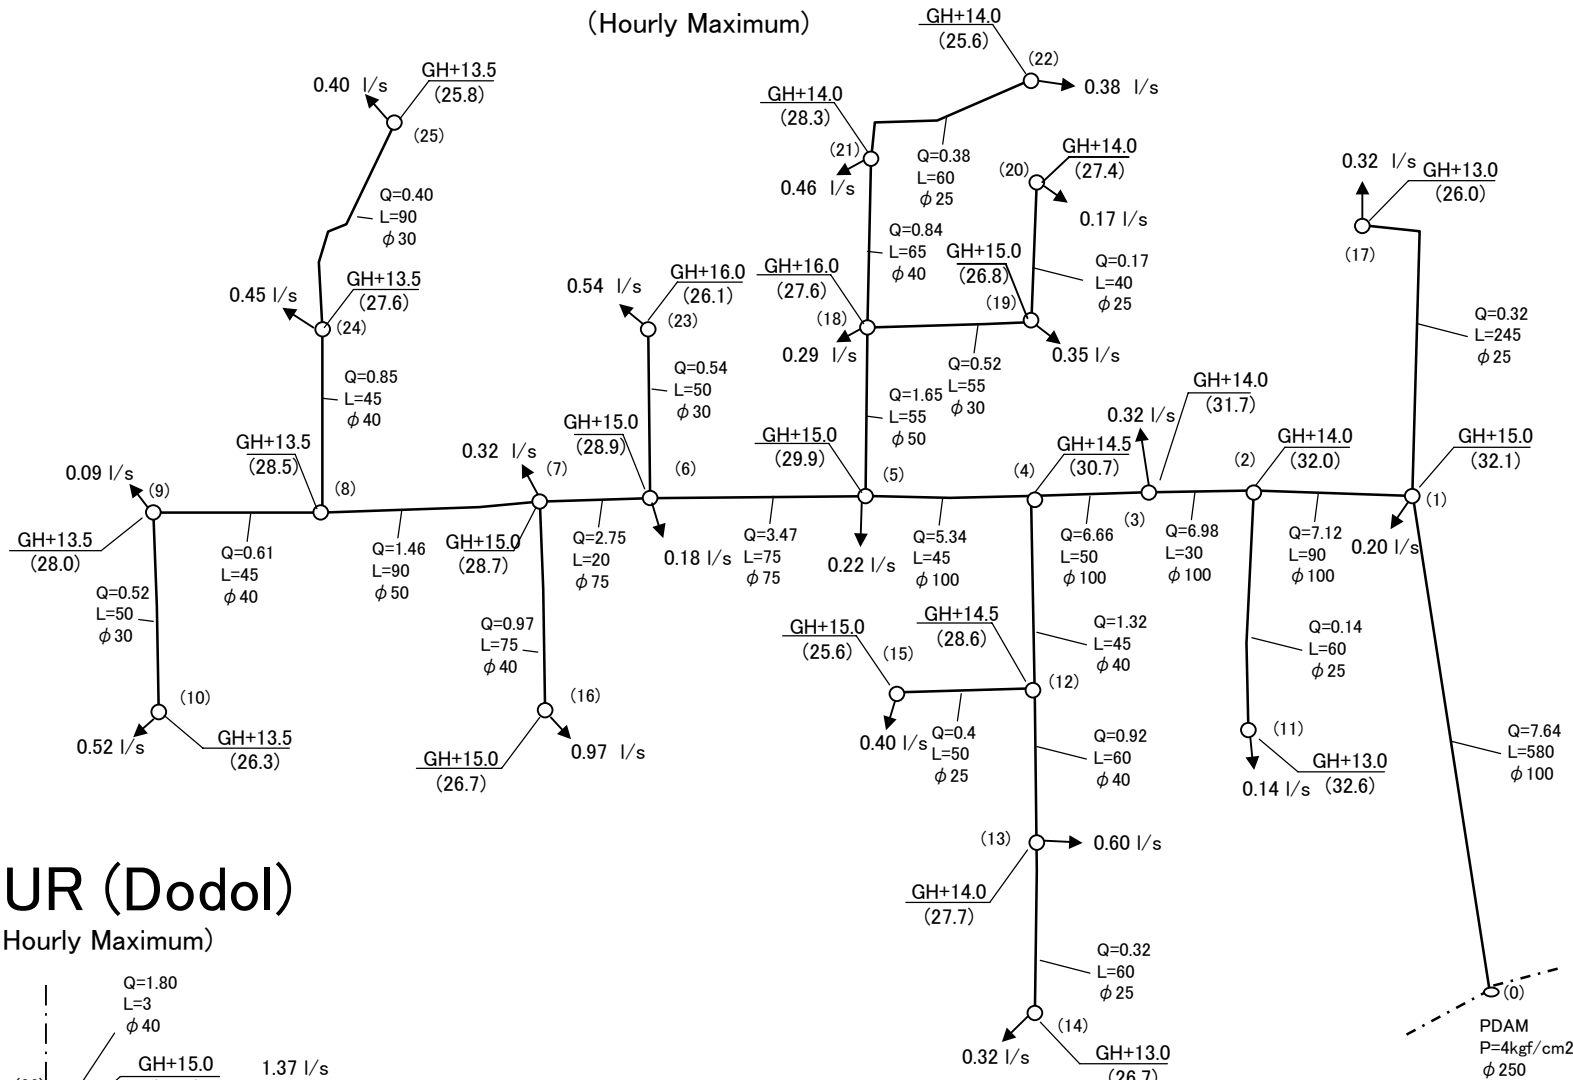 (Hourly Maximum)
GH+14.0
(25.6)
(22)
0.38 l/s
0.40 l/s
GH+13.5
(25.8)
(25)
GH+14.0
(28.3)
(21)
0.46 l/s
Q=0.38
L=60
φ25
(20)
GH+14.0
(27.4)
0.17 l/s
0.32 l/s
GH+13.0
(26.0)
(17)
Q=0.40
L=90
φ30
Q=0.84
L=65
φ40
GH+15.0
(26.8)
(19)
Q=0.17
L=40
φ25
0.45 l/s
GH+13.5
(27.6)
(24)
0.54 l/s
GH+16.0
(26.1)
(23)
GH+16.0
(27.6)
(18)
0.29 l/s
0.35 l/s
Q=0.32
L=245
φ25
Q=0.85
L=45
φ40
Q=0.54
L=50
φ30
Q=1.65
L=55
φ50
Q=0.52
L=55
φ30
0.32 l/s
GH+14.0
(31.7)
0.09 l/s
(9)
GH+13.5
(28.5)
(8)
0.32 l/s
(7)
GH+15.0
(28.9)
(6)
GH+15.0
(29.9)
(5)
(4)
GH+14.5
(30.7)
(3)
(2)
GH+14.0
(32.0)
GH+15.0
(32.1)
(1)
GH+13.5
(28.0)
Q=0.61
L=45
φ40
Q=1.46
L=90
φ50
GH+15.0
(28.7)
Q=2.75
L=20
φ75
0.18 l/s
Q=3.47
L=75
φ75
0.22 l/s
Q=5.34
L=45
φ100
Q=6.66
L=50
φ100
Q=6.98
L=30
φ100
Q=7.12
L=90
φ100
0.20 l/s
Q=0.52
L=50
φ30
Q=0.97
L=75
φ40
GH+15.0
(25.6)
(15)
GH+14.5
(28.6)
Q=1.32
L=45
φ40
Q=0.14
L=60
φ25
(10)
0.52 l/s
GH+13.5
(26.3)
(16)
0.97 l/s
GH+15.0
(26.7)
(12)
0.40 l/s
Q=0.4
L=50
φ25
Q=0.92
L=60
φ40
(11)
GH+13.0
(32.6)
0.14 l/s
Q=7.64
L=580
φ100
(13)
0.60 l/s
GH+14.0
(27.7)
UR (Dodol)
Hourly Maximum)
Q=0.32
L=60
φ25
Q=1.80
L=3
φ40
GH+15.0
1.37 l/s
(14)
0.32 l/s
GH+13.0
(26.7)
(0)
PDAM
P=4kgf/cm2
φ250